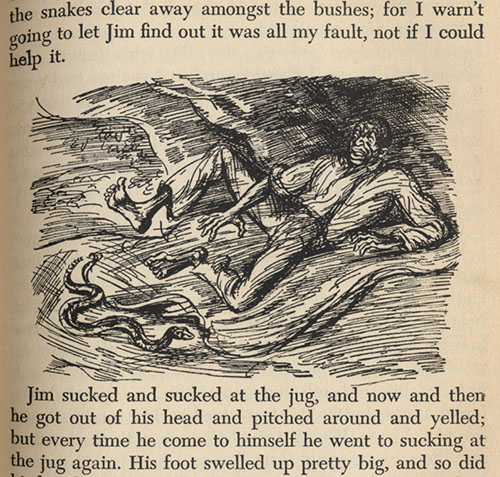 the snakes clear away amongst the bushes; for I warn't
going to let Jim find out it was all my fault, not if I could
help it.
Jim sucked and sucked at the jug, and now and then
he got out of his head and pitched around and yelled;
but every time he come to himself he went to sucking at
the jug again. His foot swelled up pretty big, and so did